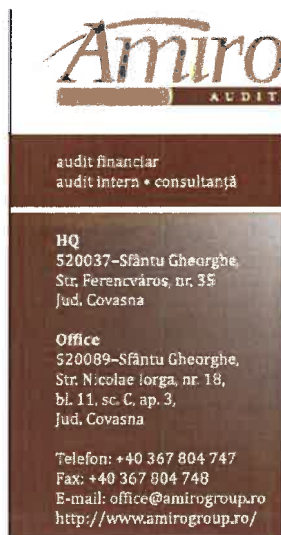 Amiro
AUDIT
audit financiar
audit intern • consultanță
HQ
520037–Sfântu Gheorghe,
Str. Ferencváros, nr. 35
Jud. Covasna
Office
520089–Sfântu Gheorghe,
Str. Nicolae Iorga, nr. 18,
bl. 11, sc. C, ap. 3,
Jud. Covasna
Telefon: +40 367 804 747
Fax: +40 367 804 748
E-mail: office@amirogroup.ro
http://www.amirogroup.ro/